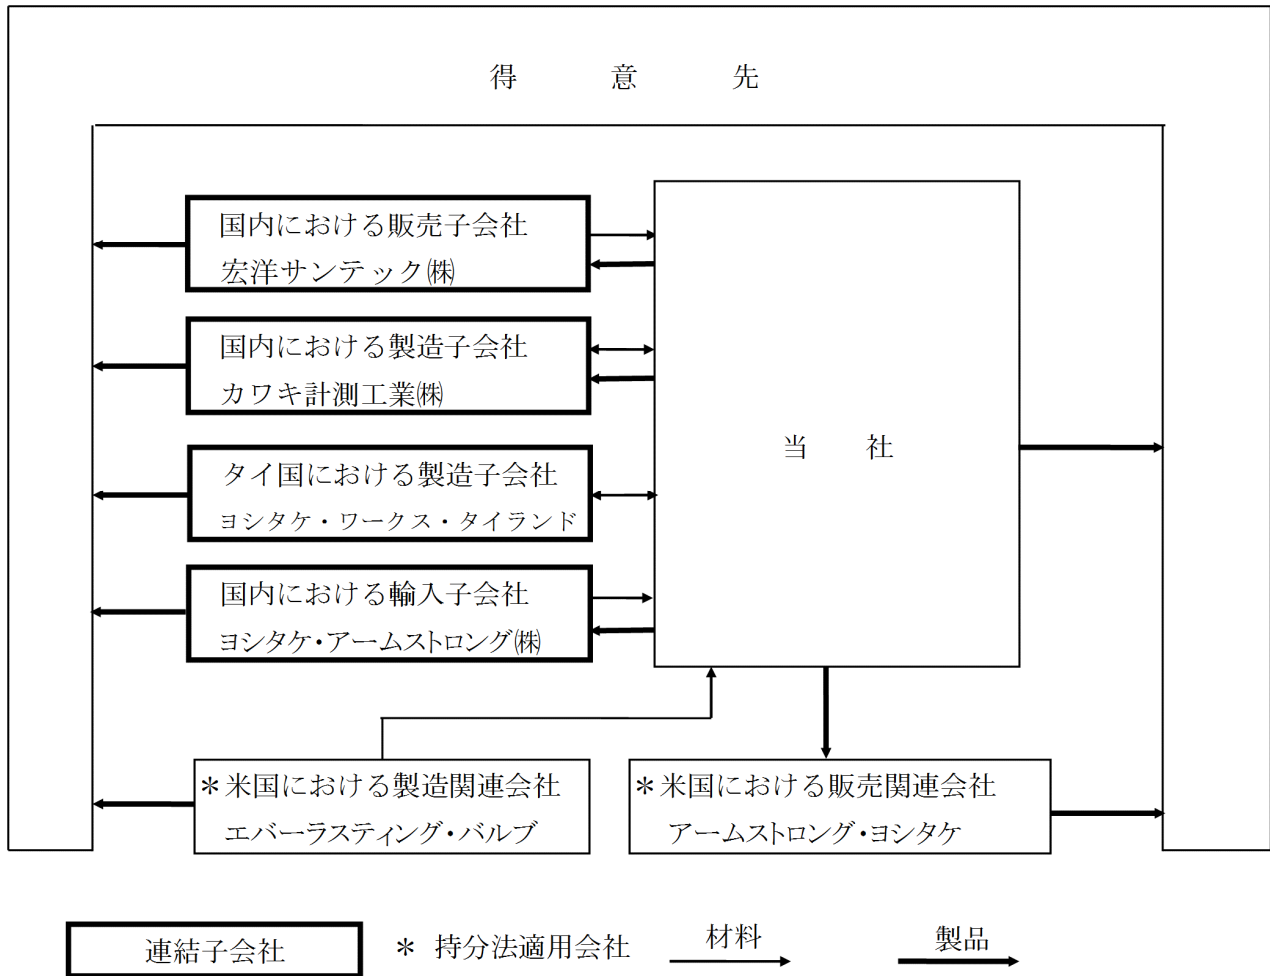 得意先
国内における販売子会社
宏洋サンテック㈱
国内における製造子会社
カワキ計測工業㈱
タイ国における製造子会社
ヨシタケ・ワークス・タイランド
国内における輸入子会社
ヨシタケ・アームストロング㈱
当社
＊米国における製造関連会社
エバーラスティング・バルブ
＊米国における販売関連会社
アームストロング・ヨシタケ
連結子会社
＊ 持分法適用会社
材料
製品